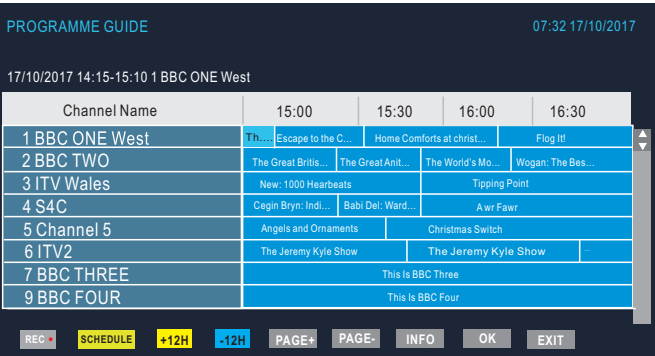 PROGRAMME GUIDE 07:32 17/10/2017
17/10/2017 14:15-15:10 1 BBC ONE West
Channel Name 15:00 15:30 16:00 16:30
1 BBC ONE West Th.... Escape to the C... Home Comforts at christ... Flog It!
2 BBC TWO The Great Britis... The Great Anit... The World's Mo... Wogan: The Bes...
3 ITV Wales New: 1000 Hearbeats Tipping Point
4 S4C Cegin Bryn: Indi... Babi Del: Ward... A wr Fawr
5 Channel 5 Angels and Ornaments Christmas Switch
6 ITV2 The Jeremy Kyle Show The Jeremy Kyle Show ...
7 BBC THREE This Is BBC Three
9 BBC FOUR This Is BBC Four
REC SCHEDULE +12H -12H PAGE+ PAGE- INFO OK EXIT